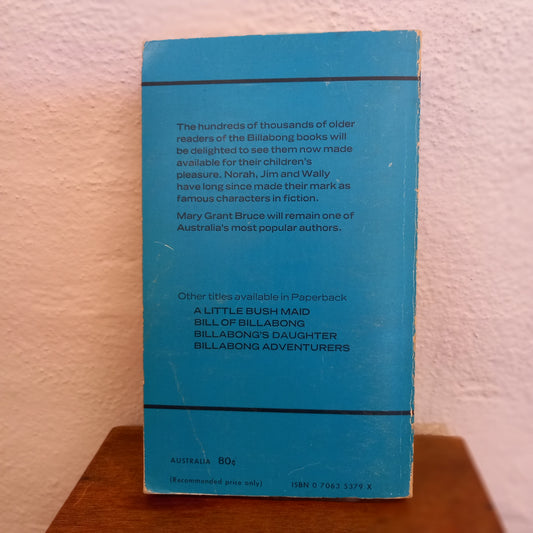 The hundreds of thousands of older
readers of the Billabong books will
be delighted to see them now made
available for their children's
pleasure. Norah, Jim and Wally
have long since made their mark as
famous characters in fiction.
Mary Grant Bruce will remain one of
Australia's most popular authors.
Other titles available in Paperback
A LITTLE BUSH MAID
BILL OF BILLABONG
BILLABONG'S DAUGHTER
BILLABONG ADVENTURERS
AUSTRALIA 80¢
(Recommended price only) ISBN 0 7063 5379 X